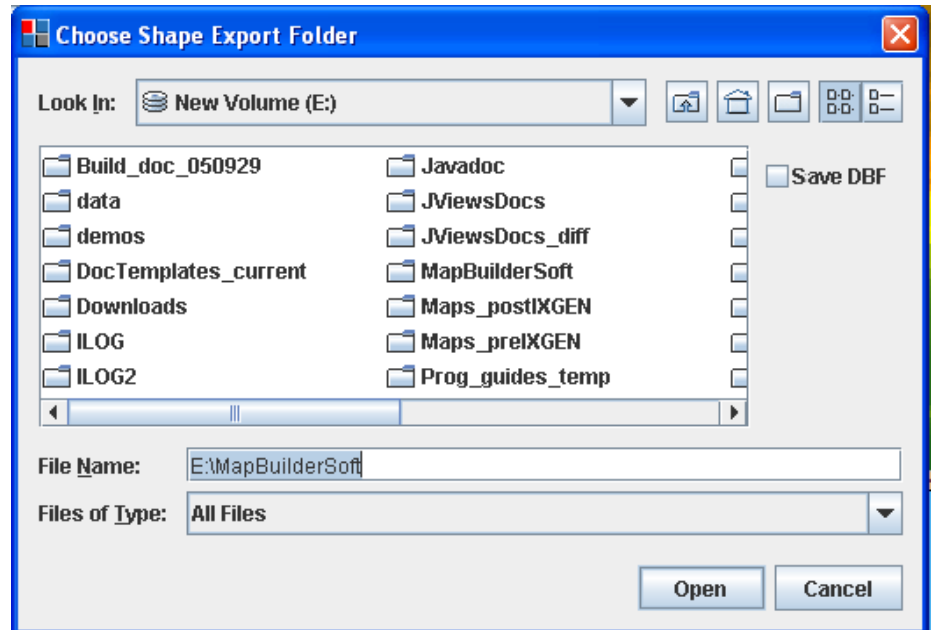 Choose Shape Export Folder
Look In: New Volume (E:)
Build_doc_050929 Javadoc
data JViewsDocs
demos JViewsDocs_diff
DocTemplates_current MapBuilderSoft
Downloads Maps_postIXGEN
ILOG Maps_preIXGEN
ILOG2 Prog_guides_temp
Save DBF
File Name: E:\MapBuilderSoft
Files of Type: All Files
Open Cancel